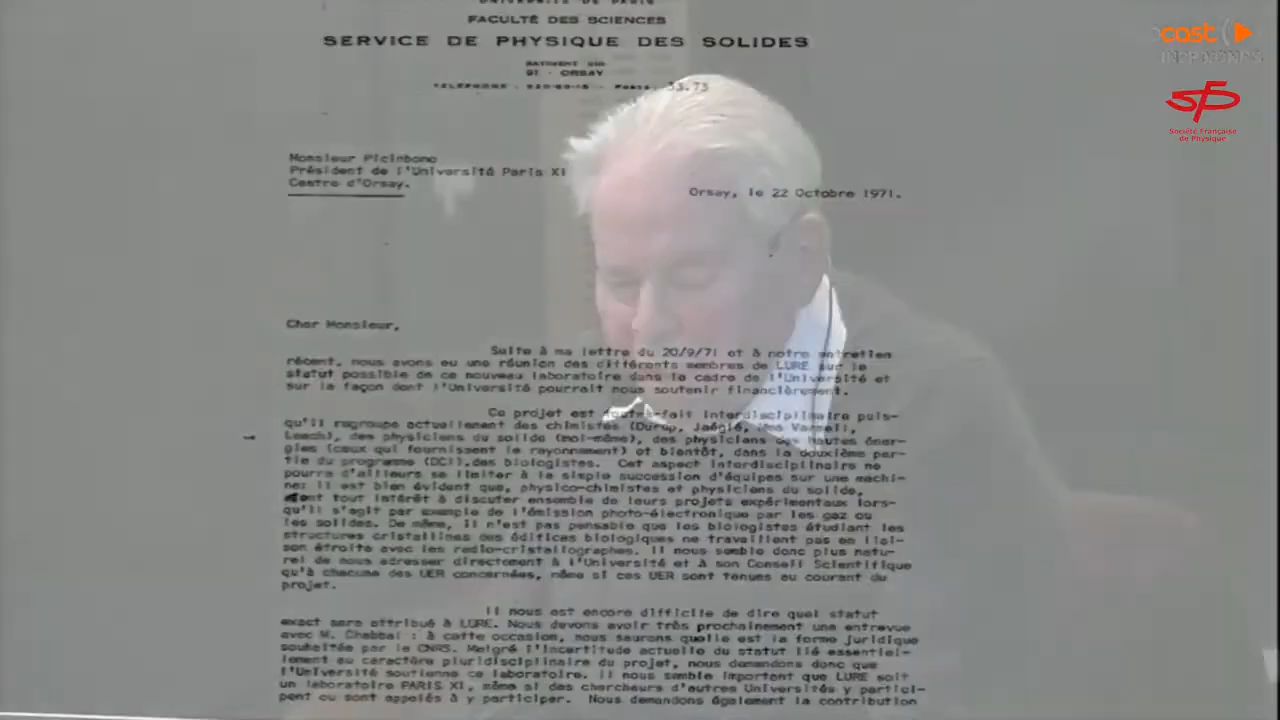 FACULTÉ DES SCIENCES
SERVICE DE PHYSIQUE DES SOLIDES
91 - ORSAY
33.73
cast
Société Française
de Physique
Monsieur Picinbono
Président de l'Université Paris XI
Centre d'Orsay.
Orsay, le 22 Octobre 1971.
Cher Monsieur,
Suite à ma lettre du 20/9/71 et à notre entretien
récent, nous avons eu une réunion des différents membres de LURE sur le
statut possible de ce nouveau laboratoire dans le cadre de l'Université et
sur la façon dont l'Université pourrait nous soutenir financièrement.
Ce projet est tout-à-fait interdisciplinaire puis-
qu'il regroupe actuellement des chimistes (Durup, Jaéglé, Mme Vermeil,
Leach), des physiciens du solide (moi-même), des physiciens des hautes éner-
gies (ceux qui fournissent le rayonnement) et bientôt, dans la deuxième par-
tie du programme (DCI), des biologistes. Cet aspect interdisciplinaire ne
pourra d'ailleurs se limiter à la simple succession d'équipes sur une machi-
ne: il est bien évident que, physico-chimistes et physiciens du solide,
ont tout intérêt à discuter ensemble de leurs projets expérimentaux lors-
qu'il s'agit par exemple de l'émission photo-électronique par les gaz ou
les solides. De même, il n'est pas pensable que les biologistes étudiant les
structures cristallines des édifices biologiques ne travaillent pas en liai-
son étroite avec les radio-cristallographes. Il nous semble donc plus natu-
rel de nous adresser directement à l'Université et à son Conseil Scientifique
qu'à chacune des UER concernées, même si ces UER sont tenues au courant du
projet.
Il nous est encore difficile de dire quel statut
exact sera attribué à LURE. Nous devons avoir très prochainement une entrevue
avec M. Chabbal : à cette occasion, nous saurons quelle est la forme juridique
souhaitée par le CNRS. Malgré l'incertitude actuelle du statut lié essentiel-
lement au caractère pluridisciplinaire du projet, nous demandons donc que
l'Université soutienne ce laboratoire. Il nous semble important que LURE soit
un laboratoire PARIS XI, même si des chercheurs d'autres Universités y partici-
pent ou sont appelés à y participer. Nous demandons également la contribution